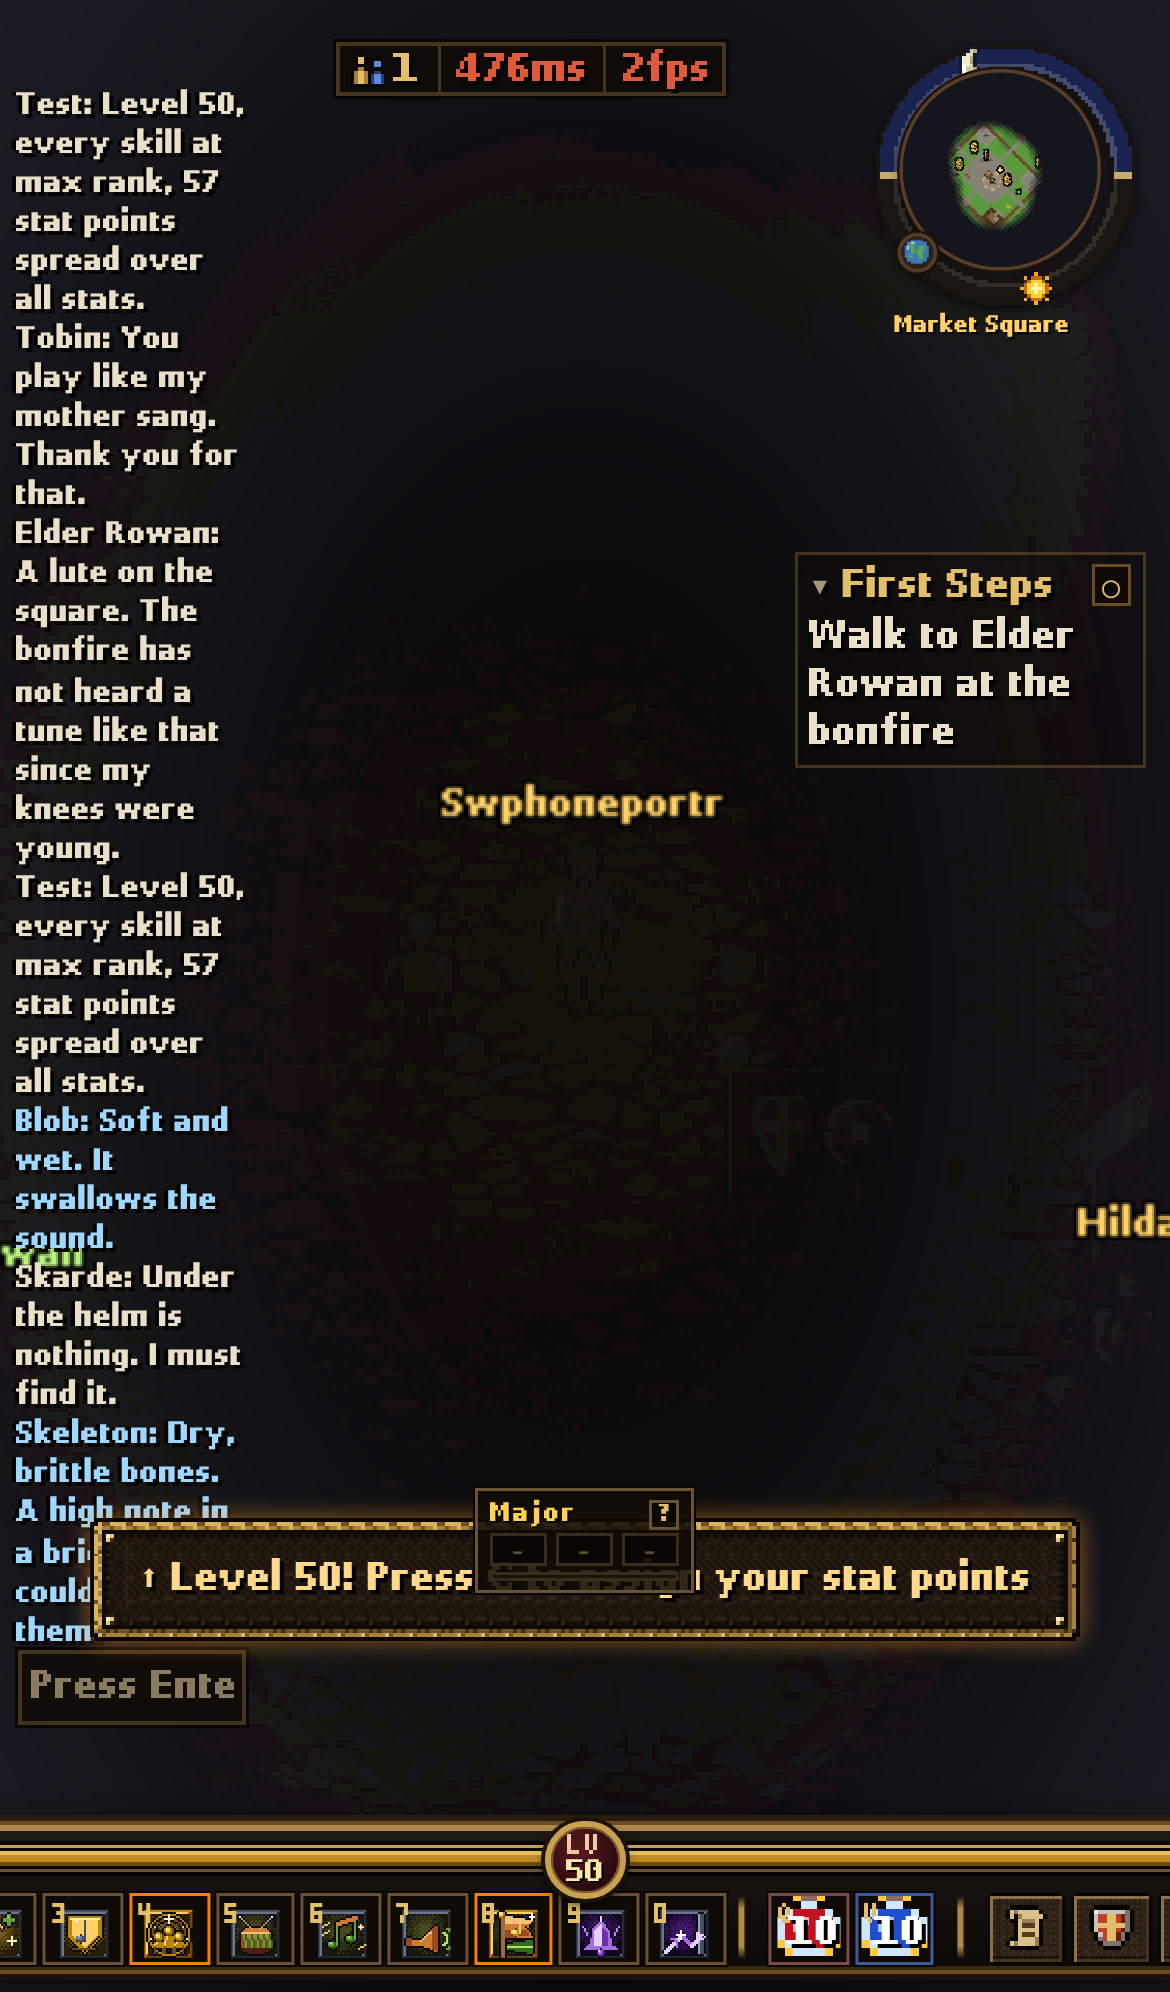 1 476ms 2fps
Test: Level 50,
every skill at
max rank, 57
stat points
spread over
all stats.
Tobin: You
play like my
mother sang.
Thank you for
that.
Elder Rowan:
A lute on the
square. The
bonfire has
not heard a
tune like that
since my
knees were
young.
Test: Level 50,
every skill at
max rank, 57
stat points
spread over
all stats.
Blob: Soft and
wet. It
swallows the
sound.
Skarde: Under
the helm is
nothing. I must
find it.
Skeleton: Dry,
brittle bones.
A high note in
a
could
them
Market Square
▼ First Steps
Walk to Elder
Rowan at the
bonfire
Swphoneportr
Hilda
Major ?
- - -
↑ Level 50! Press to assign your stat points
Press Ente
LV
50
3 4 5 6 7 8 9 0 10 10